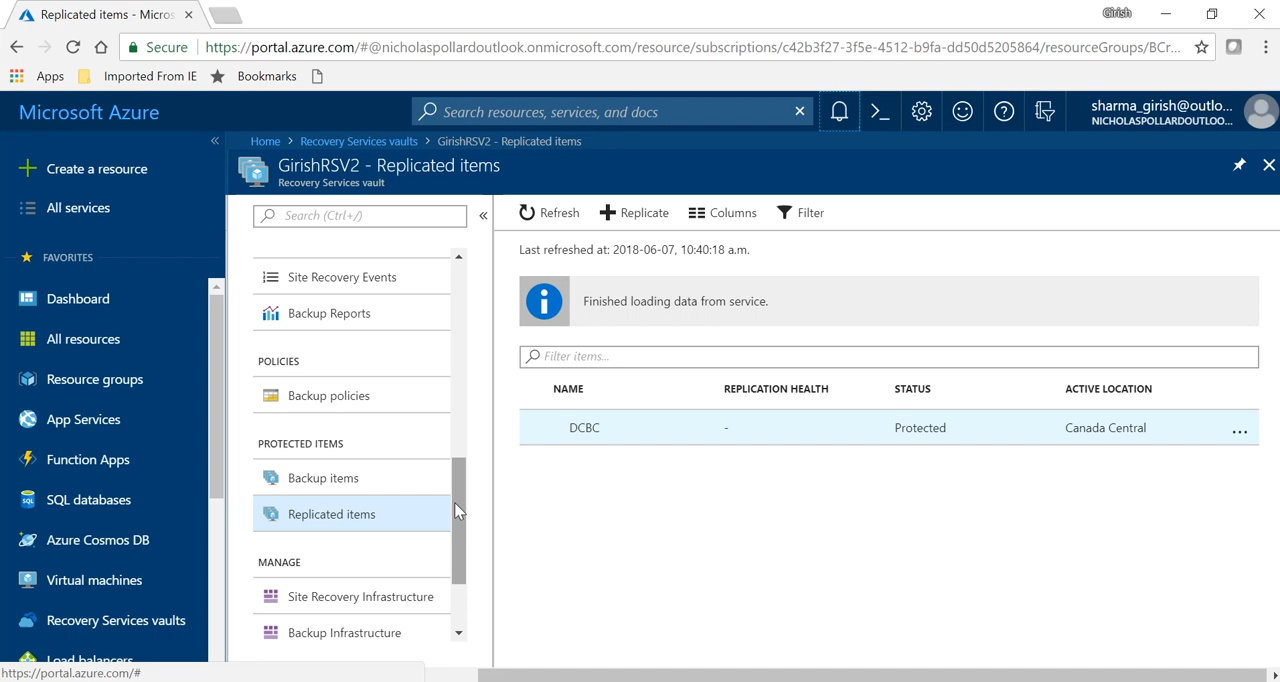 Replicated items - Micros
Girish
Secure
https://portal.azure.com/#@nicholaspollardoutlook.onmicrosoft.com/resource/subscriptions/c42b3f27-3f5e-4512-b9fa-dd50d5205864/resourceGroups/BCr...
Apps
Imported From IE
Bookmarks
Microsoft Azure
Search resources, services, and docs
sharma_girish@outlo...
NICHOLASPOLLARDOUTLOO...
Home > Recovery Services vaults > GirishRSV2 - Replicated items
GirishRSV2 - Replicated items
Recovery Services vault
Create a resource
All services
FAVORITES
Dashboard
All resources
Resource groups
App Services
Function Apps
SQL databases
Azure Cosmos DB
Virtual machines
Recovery Services vaults
Load balancers
https://portal.azure.com/#
Search (Ctrl+/)
Site Recovery Events
Backup Reports
POLICIES
Backup policies
PROTECTED ITEMS
Backup items
Replicated items
MANAGE
Site Recovery Infrastructure
Backup Infrastructure
Refresh
Replicate
Columns
Filter
Last refreshed at: 2018-06-07, 10:40:18 a.m.
Finished loading data from service.
Filter items...
NAME REPLICATION HEALTH STATUS ACTIVE LOCATION
DCBC - Protected Canada Central ...